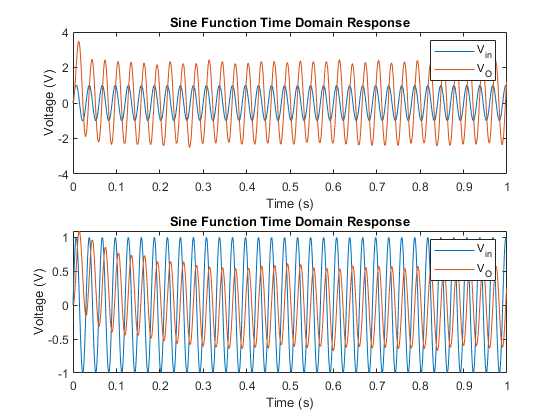 Sine Function Time Domain Response
Voltage (V)
4
2
0
-2
-4
V_in
V_O
0 0.1 0.2 0.3 0.4 0.5 0.6 0.7 0.8 0.9 1
Time (s)
Sine Function Time Domain Response
Voltage (V)
1
0.5
0
-0.5
-1
V_in
V_O
0 0.1 0.2 0.3 0.4 0.5 0.6 0.7 0.8 0.9 1
Time (s)